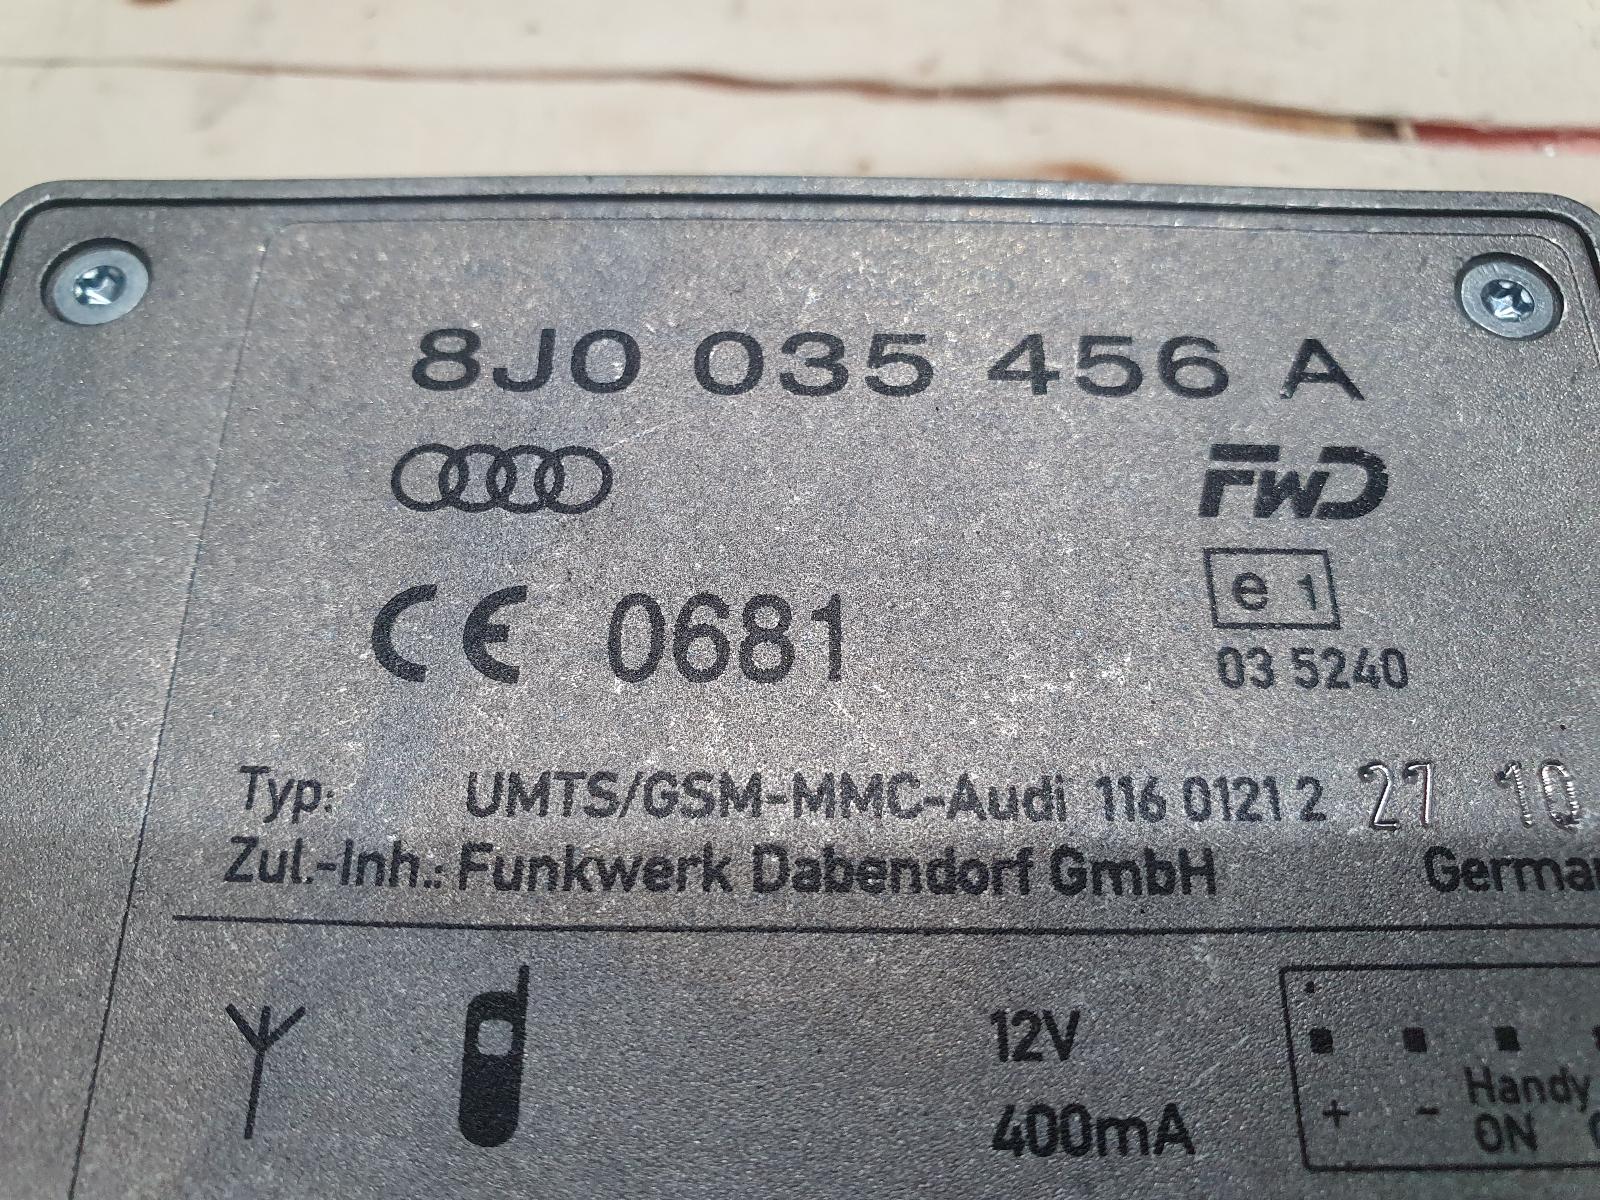 8J0 035 456 A
FWD
CE 0681
e 1
03 5240
Typ: UMTS/GSM-MMC-Audi 116 0121 2 27 10
Zul.-Inh.: Funkwerk Dabendorf GmbH
12V
400mA
+ - Handy
ON